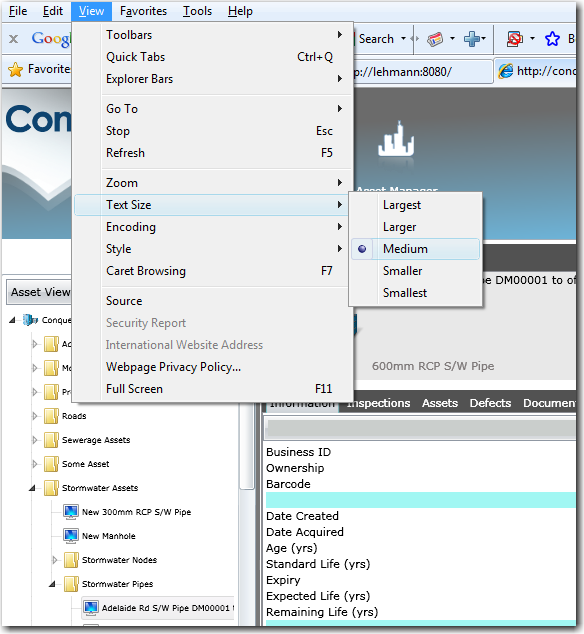 File Edit View Favorites Tools Help
Search
Favorite
p://lehmann:8080/
http://conc
Toolbars
Quick Tabs Ctrl+Q
Explorer Bars
Go To
Stop Esc
Refresh F5
Zoom
Text Size
Encoding
Style
Caret Browsing F7
Source
Security Report
International Website Address
Webpage Privacy Policy...
Full Screen F11
Largest
Larger
Medium
Smaller
Smallest
Con
Asset Manager
pe DM00001 to of
600mm RCP S/W Pipe
Asset View
Conque
Roads
Sewerage Assets
Some Asset
Stormwater Assets
New 300mm RCP S/W Pipe
New Manhole
Stormwater Nodes
Stormwater Pipes
Adelaide Rd S/W Pipe DM00001
Information Inspections Assets Defects Document
Business ID
Ownership
Barcode
Date Created
Date Acquired
Age (yrs)
Standard Life (yrs)
Expiry
Expected Life (yrs)
Remaining Life (yrs)